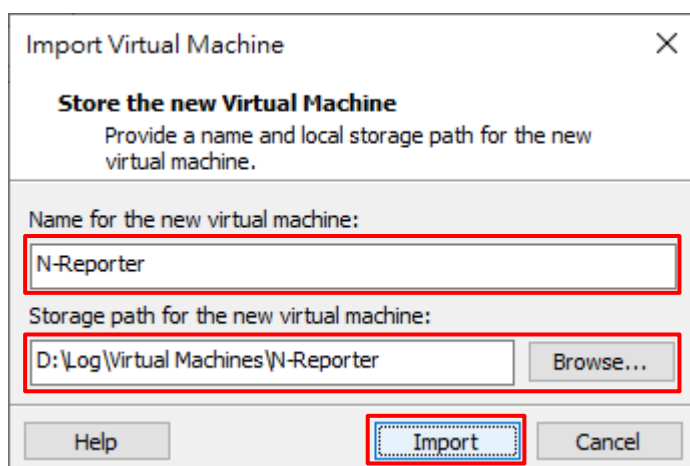 Import Virtual Machine
Store the new Virtual Machine
Provide a name and local storage path for the new
virtual machine.
Name for the new virtual machine:
N-Reporter
Storage path for the new virtual machine:
D:\Log\Virtual Machines\N-Reporter
Browse...
Help
Import
Cancel